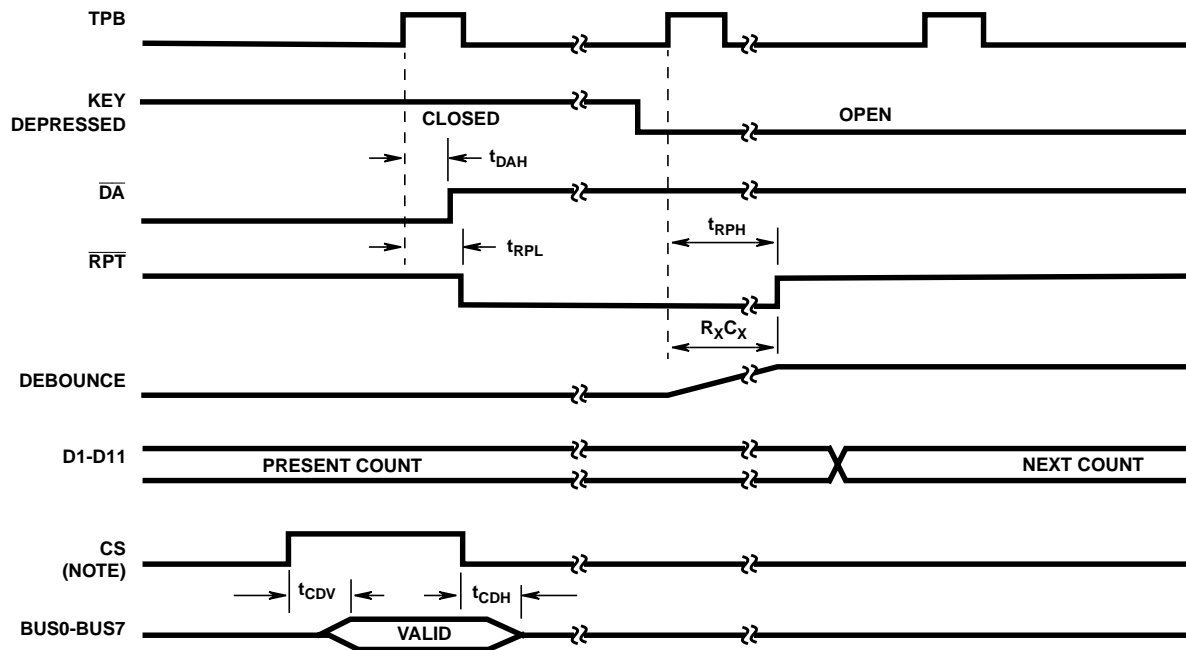 TPB
KEY
DEPRESSED
CLOSED
OPEN
tDAH
DA
tRPH
tRPL
RPT
RXCX
DEBOUNCE
D1-D11
PRESENT COUNT
NEXT COUNT
CS
(NOTE)
tCDV
tCDH
BUS0-BUS7
VALID